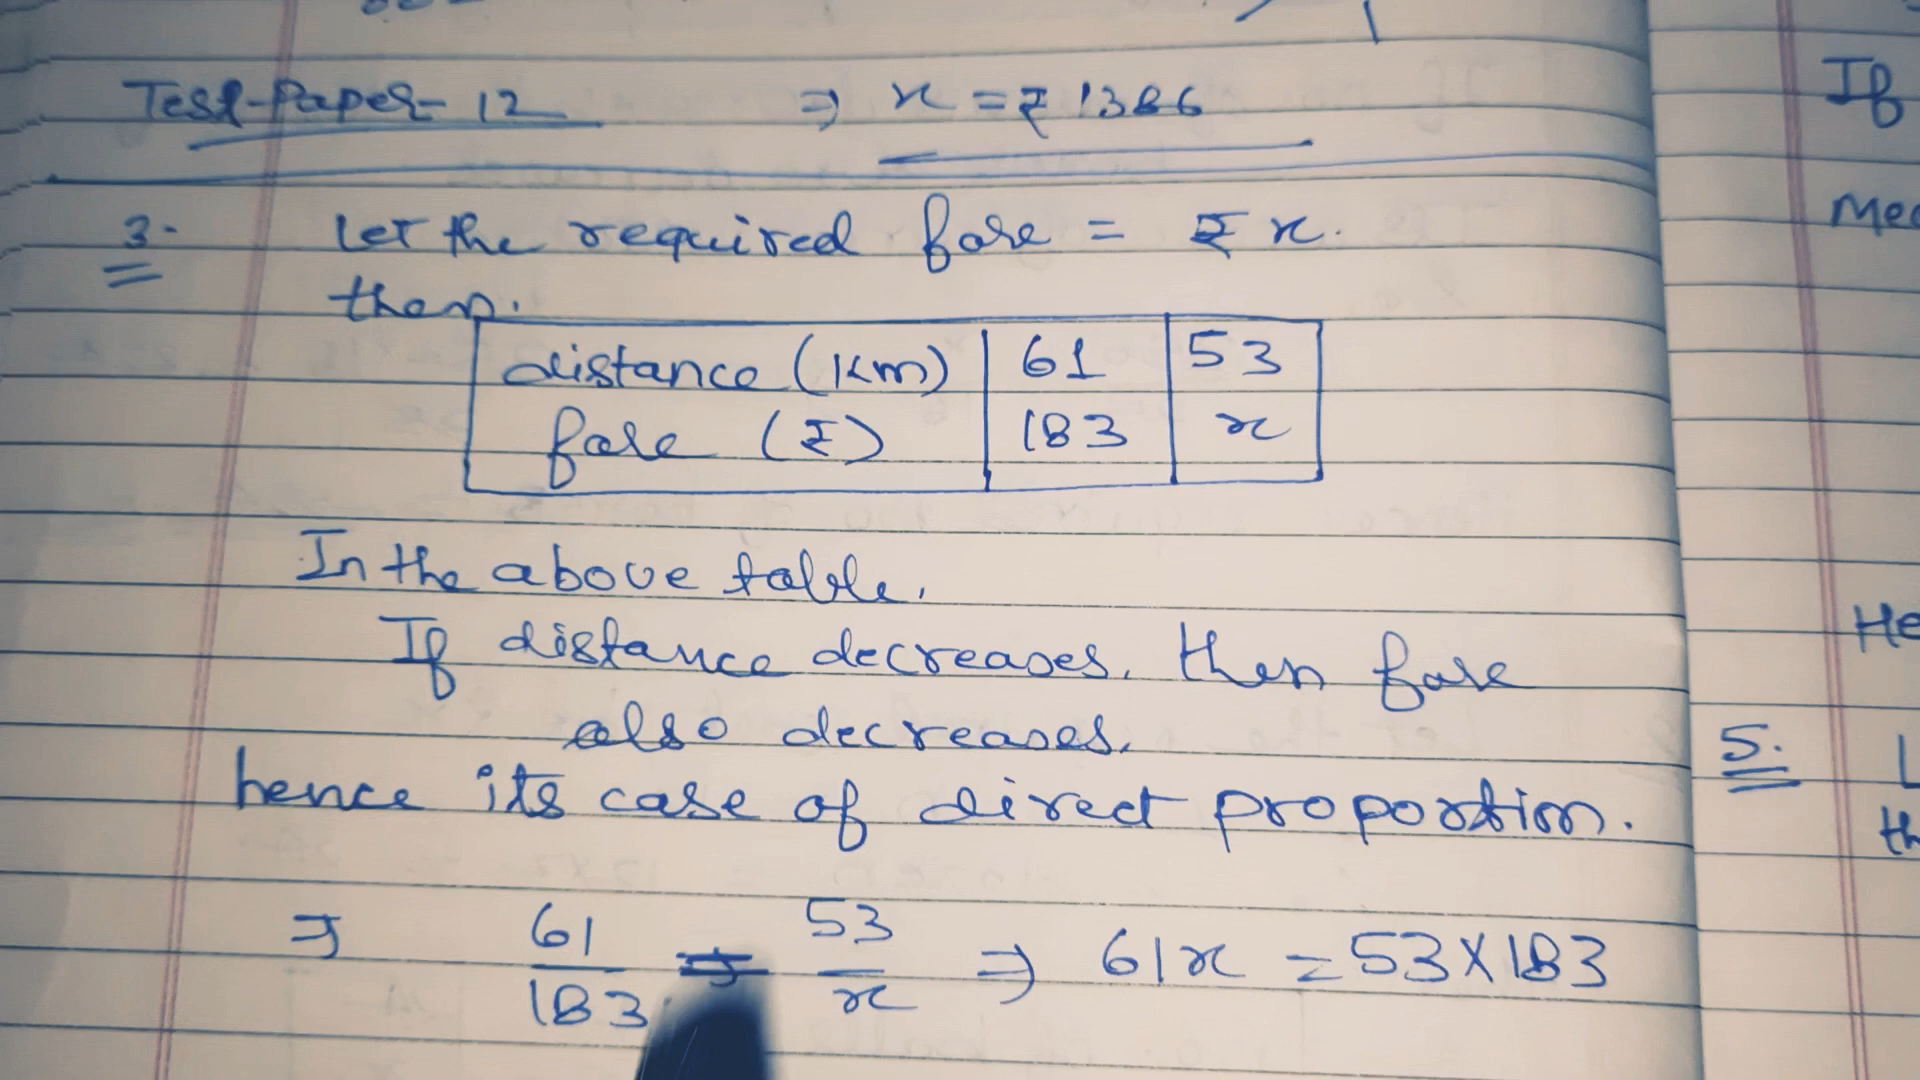 Test-Paper-12 ⇒ x = ₹1386
3. Let the required fare = ₹ x.
then.
distance (Km) 61 53
fare (₹) 183 x
In the above table,
If distance decreases, then fare
also decreases.
hence its case of direct proportion.
⇒ 61/183 = 53/x ⇒ 61x = 53 X 183
If
He
5.